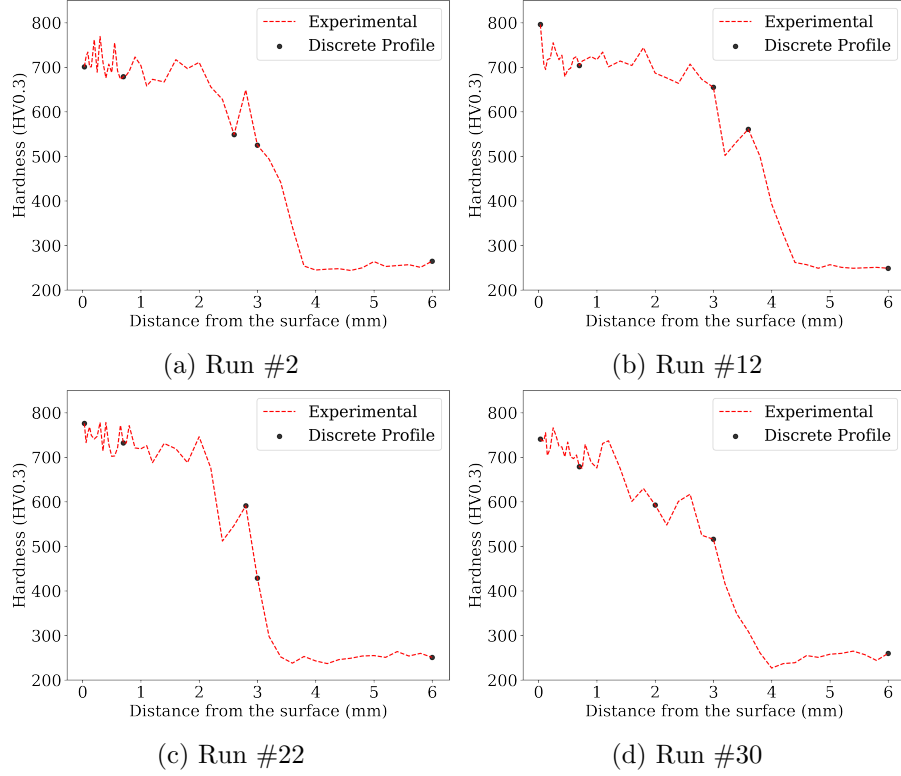 800
700
600
500
400
300
200
Hardness (HV0.3)
Experimental
Discrete Profile
0 1 2 3 4 5 6
Distance from the surface (mm)
(a) Run #2
800
700
600
500
400
300
200
Hardness (HV0.3)
Experimental
Discrete Profile
0 1 2 3 4 5 6
Distance from the surface (mm)
(b) Run #12
800
700
600
500
400
300
200
Hardness (HV0.3)
Experimental
Discrete Profile
0 1 2 3 4 5 6
Distance from the surface (mm)
(c) Run #22
800
700
600
500
400
300
200
Hardness (HV0.3)
Experimental
Discrete Profile
0 1 2 3 4 5 6
Distance from the surface (mm)
(d) Run #30